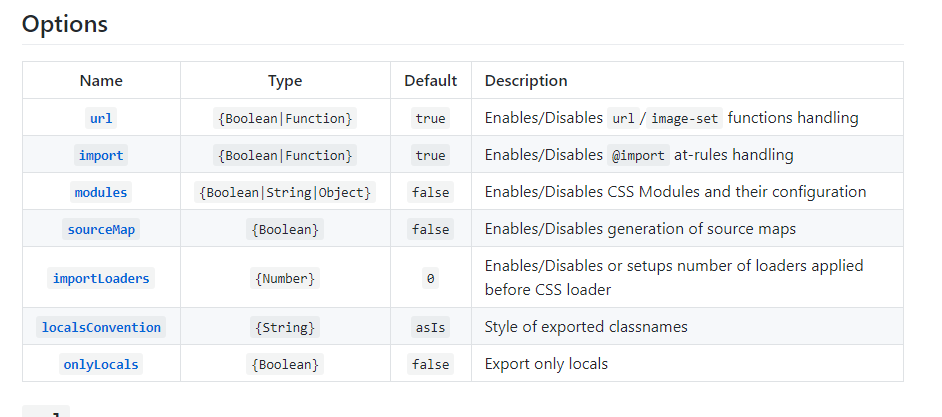 Options
Name Type Default Description
url {Boolean|Function} true Enables/Disables url / image-set functions handling
import {Boolean|Function} true Enables/Disables @import at-rules handling
modules {Boolean|String|Object} false Enables/Disables CSS Modules and their configuration
sourceMap {Boolean} false Enables/Disables generation of source maps
importLoaders {Number} 0 Enables/Disables or setups number of loaders applied
before CSS loader
localsConvention {String} asIs Style of exported classnames
onlyLocals {Boolean} false Export only locals